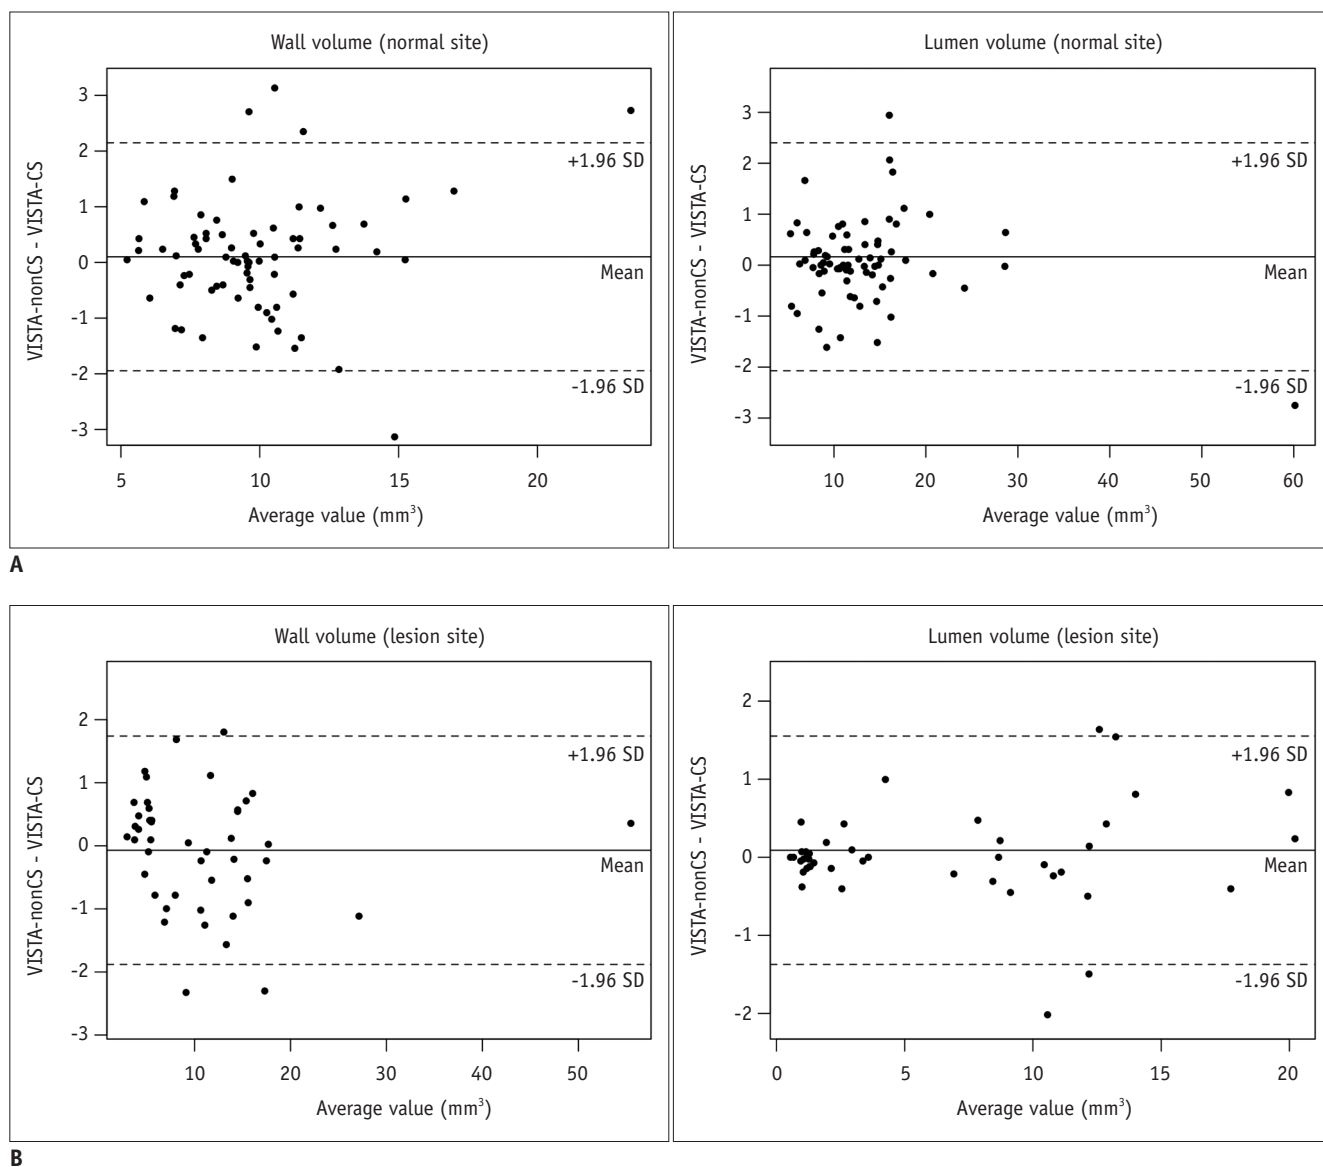 Wall volume (normal site)
3
2
1
0
-1
-2
-3
VISTA-nonCS - VISTA-CS
+1.96 SD
Mean
-1.96 SD
5 10 15 20
Average value (mm³)
Lumen volume (normal site)
3
2
1
0
-1
-2
-3
VISTA-nonCS - VISTA-CS
+1.96 SD
Mean
-1.96 SD
10 20 30 40 50 60
Average value (mm³)
A
Wall volume (lesion site)
2
1
0
-1
-2
-3
VISTA-nonCS - VISTA-CS
+1.96 SD
Mean
-1.96 SD
10 20 30 40 50
Average value (mm³)
Lumen volume (lesion site)
2
1
0
-1
-2
VISTA-nonCS - VISTA-CS
+1.96 SD
Mean
-1.96 SD
0 5 10 15 20
Average value (mm³)
B